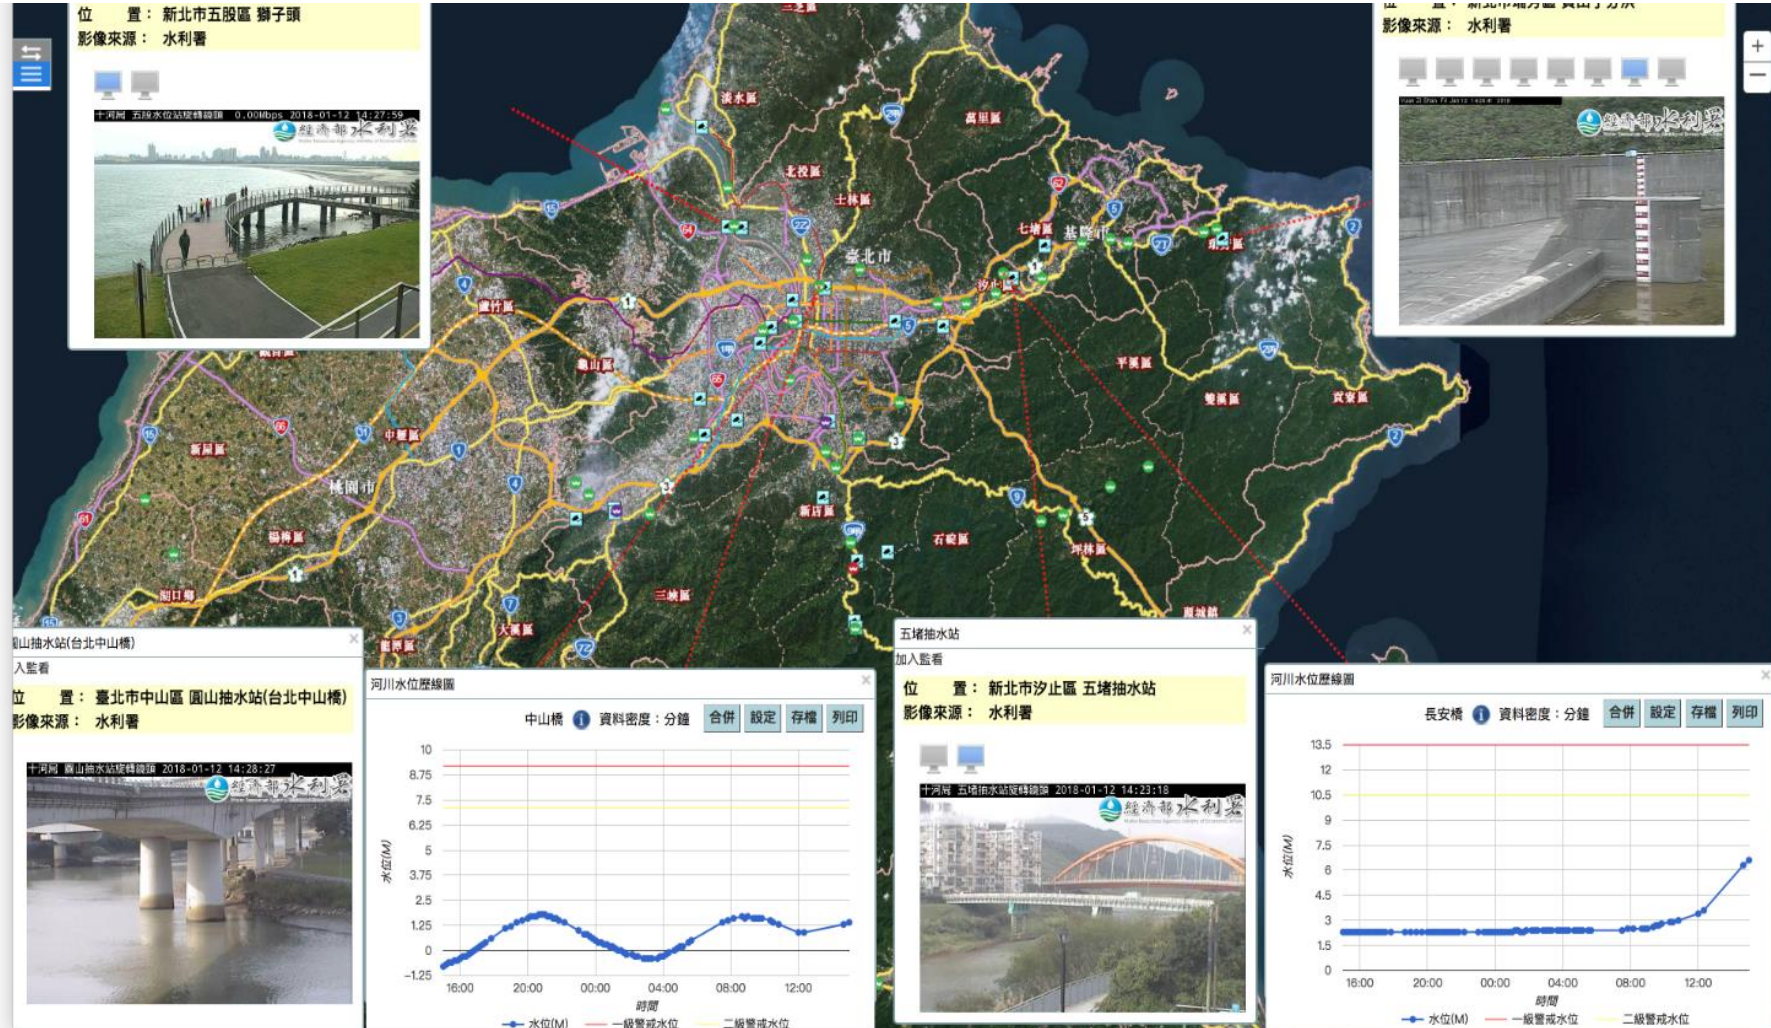 位　　置： 新北市五股區 獅子頭
影像來源： 水利署
十河局 五股水位站旋轉鏡頭 0.00Mbps 2018-01-12 14:27:59
經濟部水利署
影像來源： 水利署
經濟部水利署
+
−
淡水區
萬里區
北投區
士林區
七堵區
基隆市
臺北市
汐止區
蘆竹區
龜山區
平溪區
雙溪區
貢寮區
新屋區
中壢區
桃園市
楊梅區
新店區
石碇區
坪林區
湖口鄉
三峽區
大溪區
龍潭區
頭城鎮
15
64
62
5
2
1
4
66
31
61
3
7
9
圓山抽水站(台北中山橋)
入監看
位　　置： 臺北市中山區 圓山抽水站(台北中山橋)
影像來源： 水利署
十河局 圓山抽水站旋轉鏡頭 2018-01-12 14:28:27
經濟部水利署
河川水位歷線圖
中山橋 資料密度：分鐘 合併 設定 存檔 列印
10
8.75
7.5
6.25
5
3.75
2.5
1.25
0
-1.25
水位(M)
16:00 20:00 00:00 04:00 08:00 12:00
時間
水位(M) 一級警戒水位 二級警戒水位
五堵抽水站
加入監看
位　　置： 新北市汐止區 五堵抽水站
影像來源： 水利署
十河局 五堵抽水站旋轉鏡頭 2018-01-12 14:23:18
經濟部水利署
河川水位歷線圖
長安橋 資料密度：分鐘 合併 設定 存檔 列印
13.5
12
10.5
9
7.5
6
4.5
3
1.5
0
水位(M)
16:00 20:00 00:00 04:00 08:00 12:00
時間
水位(M) 一級警戒水位 二級警戒水位